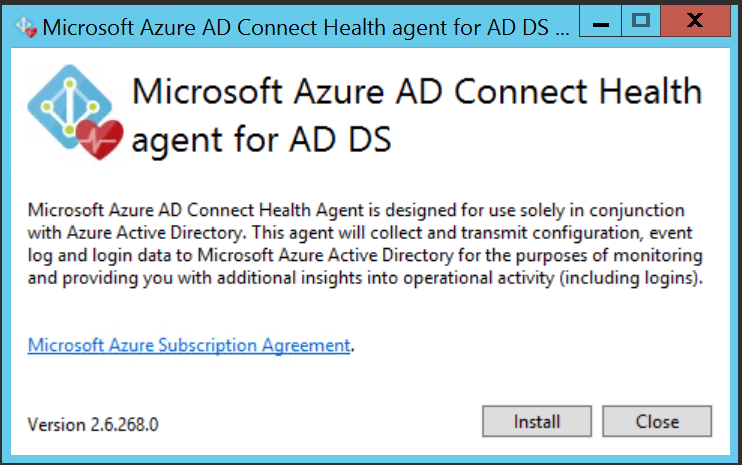 Microsoft Azure AD Connect Health agent for AD DS ...
Microsoft Azure AD Connect Health
agent for AD DS
Microsoft Azure AD Connect Health Agent is designed for use solely in conjunction
with Azure Active Directory. This agent will collect and transmit configuration, event
log and login data to Microsoft Azure Active Directory for the purposes of monitoring
and providing you with additional insights into operational activity (including logins).
Microsoft Azure Subscription Agreement.
Version 2.6.268.0
Install
Close